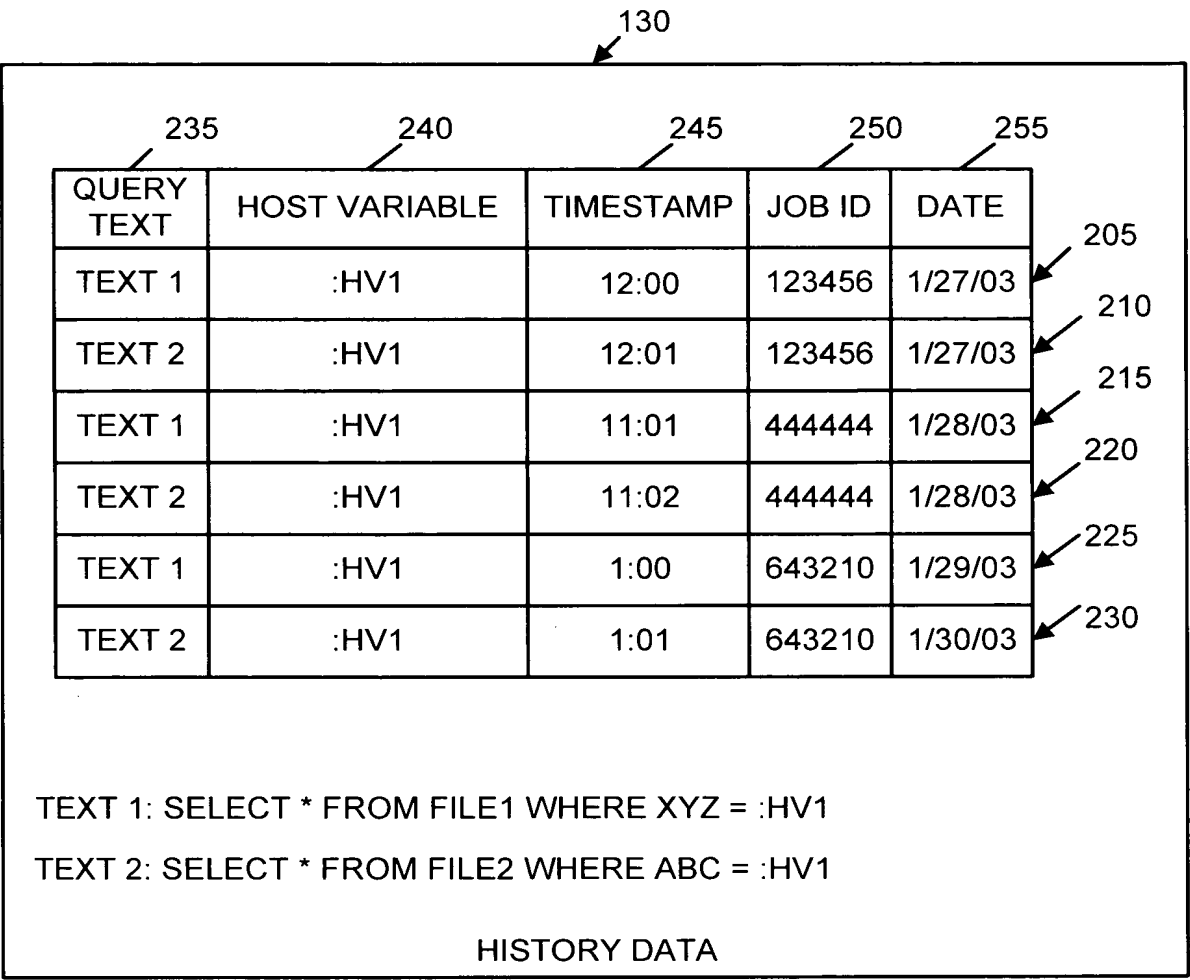 130
235 240 245 250 255
QUERY TEXT HOST VARIABLE TIMESTAMP JOB ID DATE
205
TEXT 1 :HV1 12:00 123456 1/27/03
210
TEXT 2 :HV1 12:01 123456 1/27/03
215
TEXT 1 :HV1 11:01 444444 1/28/03
220
TEXT 2 :HV1 11:02 444444 1/28/03
225
TEXT 1 :HV1 1:00 643210 1/29/03
230
TEXT 2 :HV1 1:01 643210 1/30/03
TEXT 1: SELECT * FROM FILE1 WHERE XYZ = :HV1
TEXT 2: SELECT * FROM FILE2 WHERE ABC = :HV1
HISTORY DATA